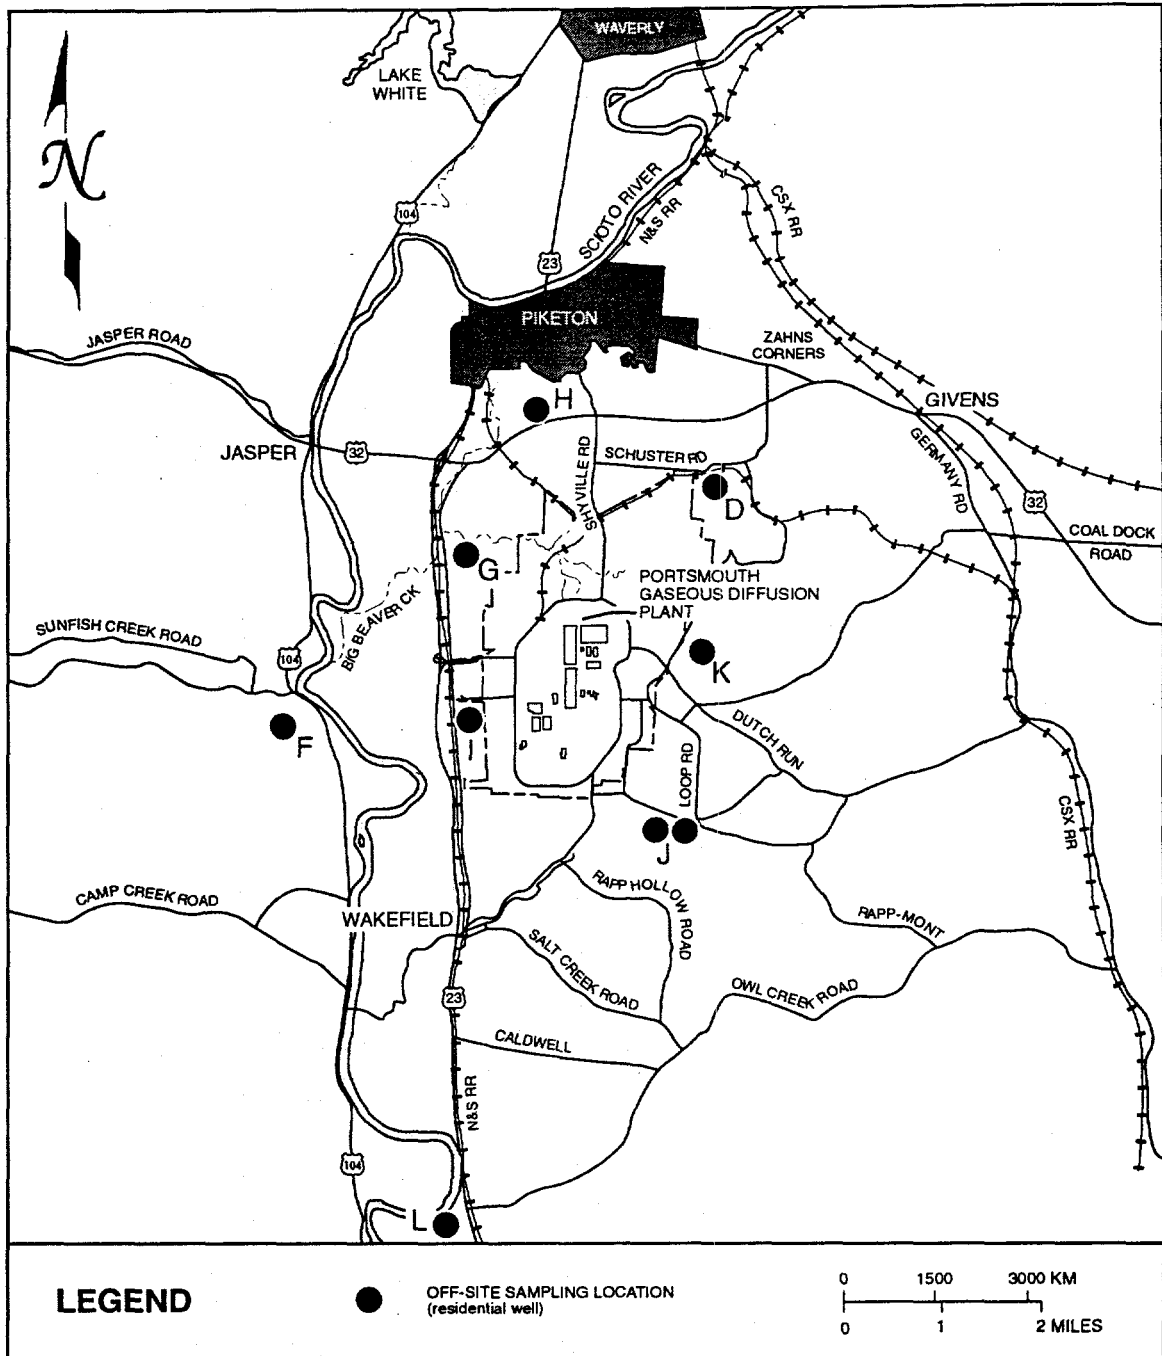 WAVERLY
LAKE
WHITE
N
104
SCIOTO RIVER
N&S RR
CSX RR
23
PIKETON
JASPER ROAD
ZAHNS
CORNERS
GIVENS
H
JASPER
32
SCHUSTER RD
SHYVILLE RD
GERMANY RD
D
32
COAL DOCK
ROAD
G
PORTSMOUTH
GASEOUS DIFFUSION
PLANT
BIG BEAVER CK
SUNFISH CREEK ROAD
104
K
F
I
DUTCH RUN
LOOP RD
J
CSX RR
RAPP HOLLOW ROAD
CAMP CREEK ROAD
WAKEFIELD
RAPP-MONT
SALT CREEK ROAD
OWL CREEK ROAD
23
CALDWELL
N&S RR
104
L
LEGEND
OFF-SITE SAMPLING LOCATION
(residential well)
0 1500 3000 KM
0 1 2 MILES